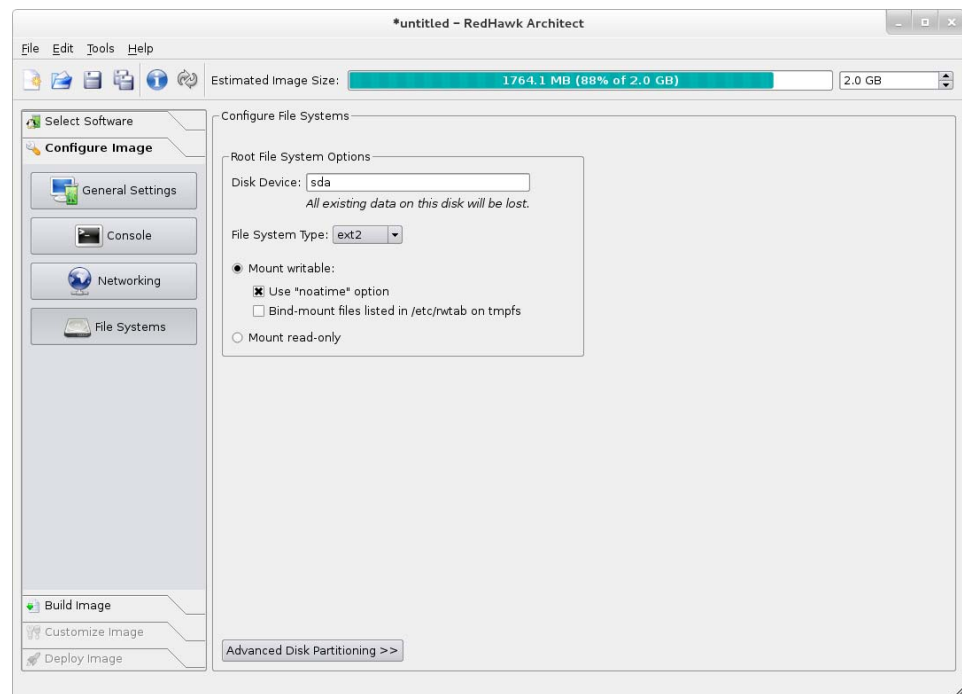 *untitled – RedHawk Architect
File Edit Tools Help
Estimated Image Size: 1764.1 MB (88% of 2.0 GB) 2.0 GB
Select Software
Configure Image
General Settings
Console
Networking
File Systems
Build Image
Customize Image
Deploy Image
Configure File Systems
Root File System Options
Disk Device: sda
All existing data on this disk will be lost.
File System Type: ext2
Mount writable:
Use "noatime" option
Bind-mount files listed in /etc/rwtab on tmpfs
Mount read-only
Advanced Disk Partitioning >>